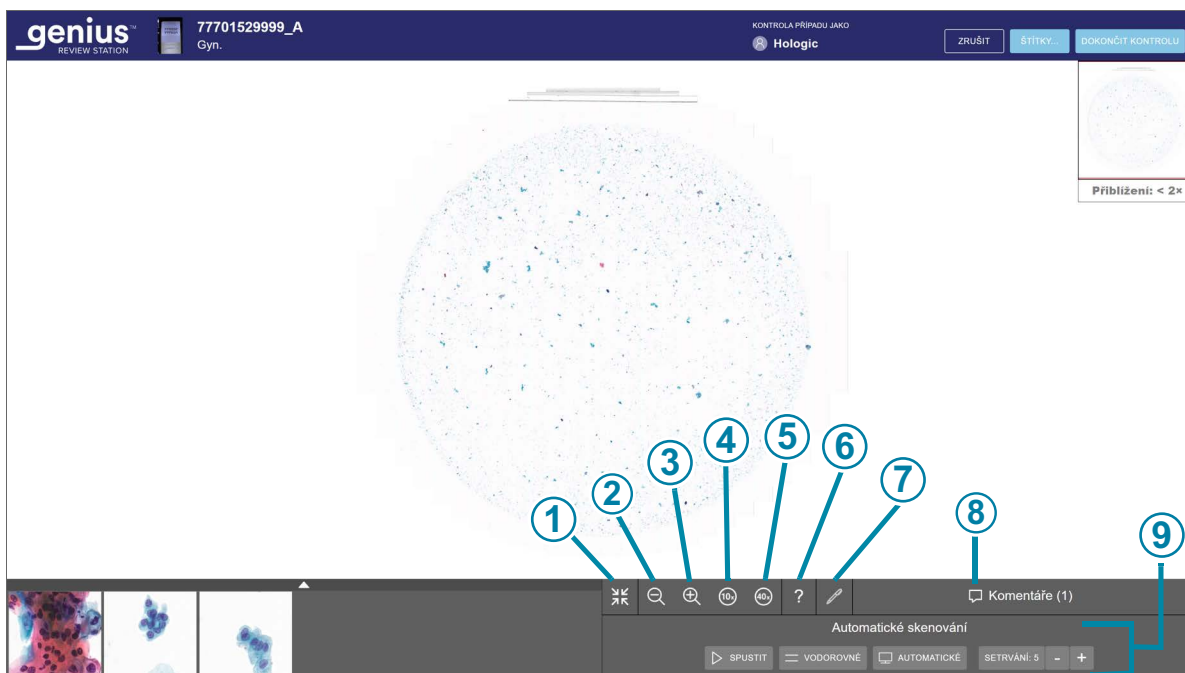 genius™
REVIEW STATION
77701529999_A
Gyn.
KONTROLA PŘÍPADU JAKO
Hologic
ZRUŠIT
ŠTÍTKY...
DOKONČIT KONTROLU
Přiblížení: < 2×
1
2
3
4
5
6
7
8
9
10x
40x
?
Komentáře (1)
Automatické skenování
SPUSTIT
VODOROVNÉ
AUTOMATICKÉ
SETRVÁNÍ: 5
-
+